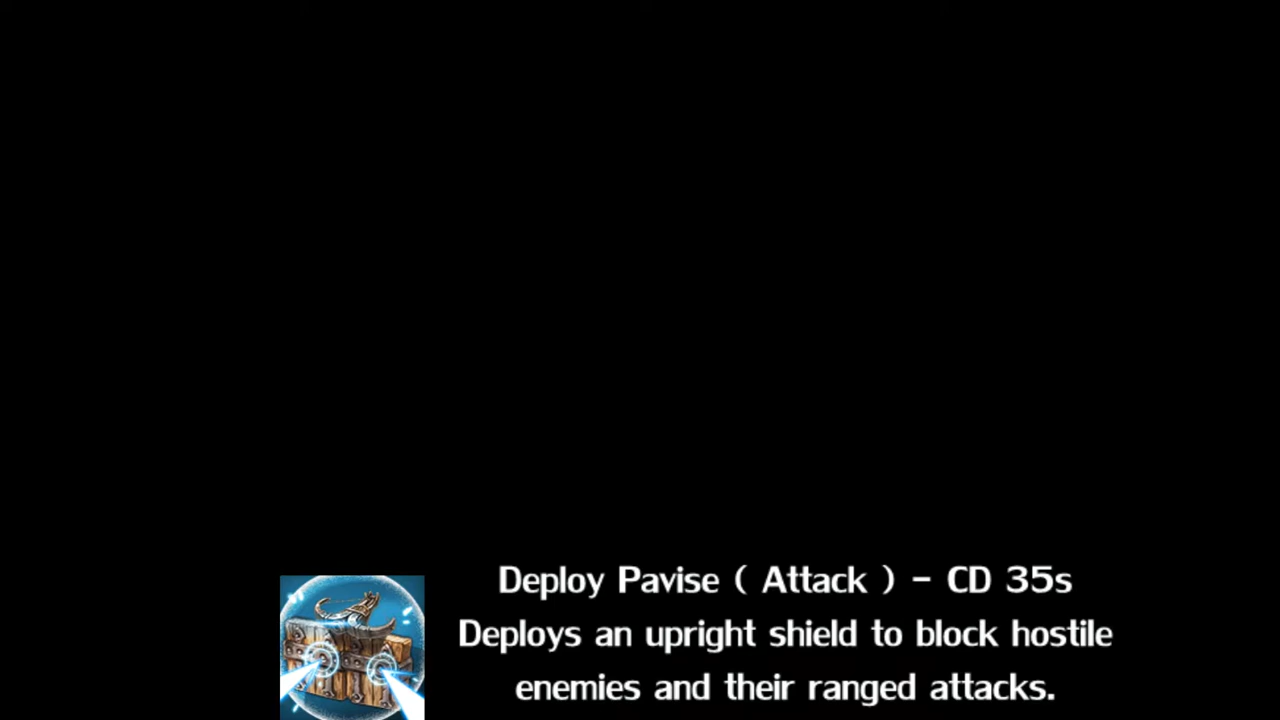 Deploy Pavise ( Attack ) - CD 35s
Deploys an upright shield to block hostile
enemies and their ranged attacks.